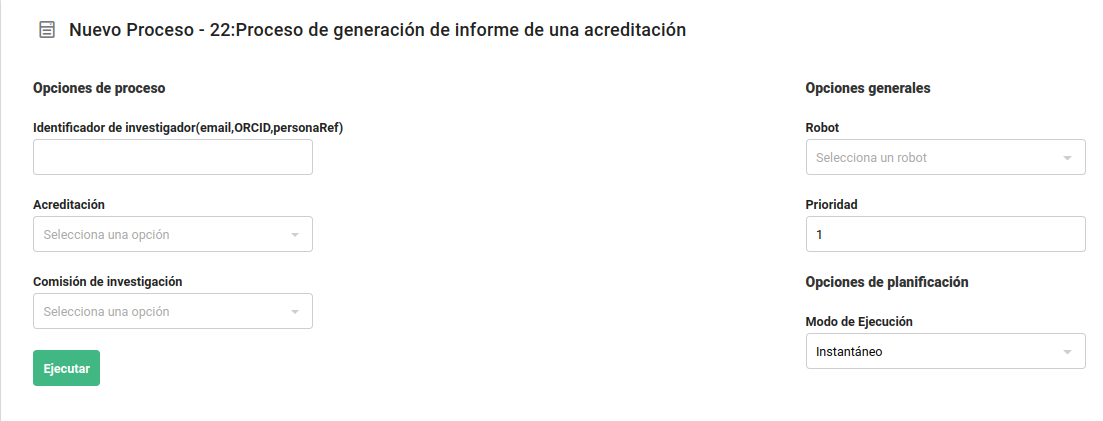 Nuevo Proceso - 22:Proceso de generación de informe de una acreditación
Opciones de proceso
Identificador de investigador(email,ORCID,personaRef)
Acreditación
Selecciona una opción
Comisión de investigación
Selecciona una opción
Ejecutar
Opciones generales
Robot
Selecciona un robot
Prioridad
1
Opciones de planificación
Modo de Ejecución
Instantáneo